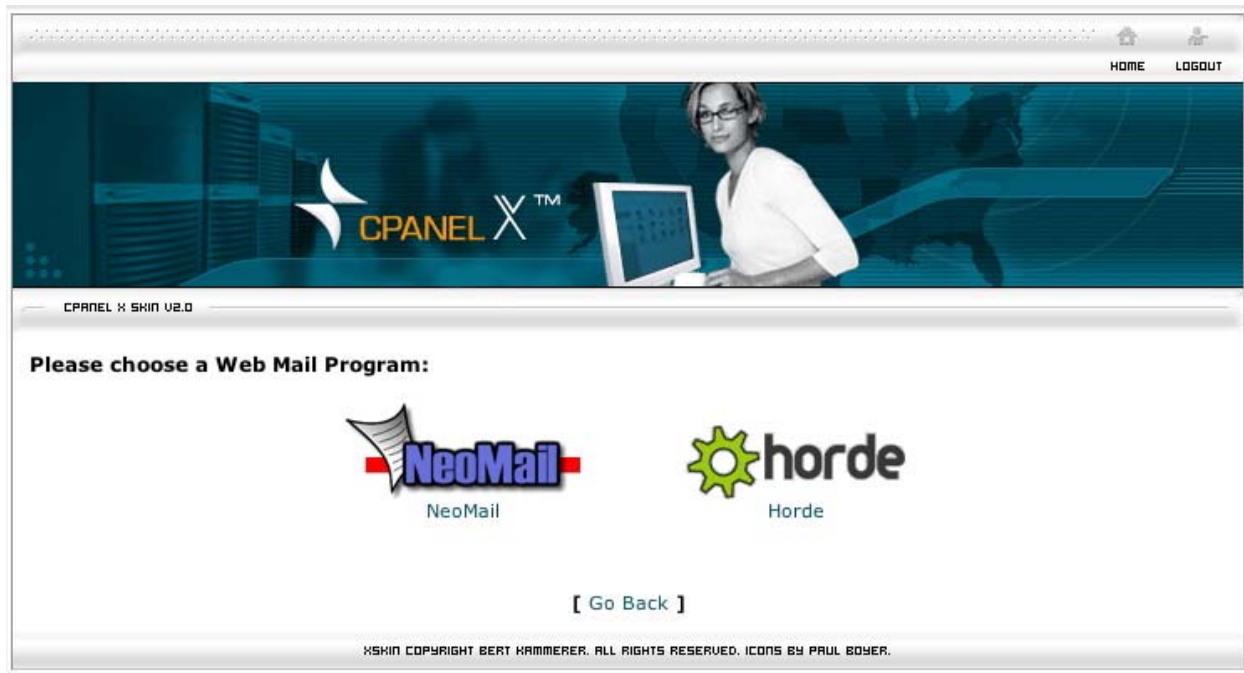 HOME LOGOUT
CPANEL X ™
CPANEL X SKIN V2.0
Please choose a Web Mail Program:
NeoMail horde
NeoMail Horde
[ Go Back ]
XSKIN COPYRIGHT BERT KAMMERER. ALL RIGHTS RESERVED. ICONS BY PAUL BOYER.